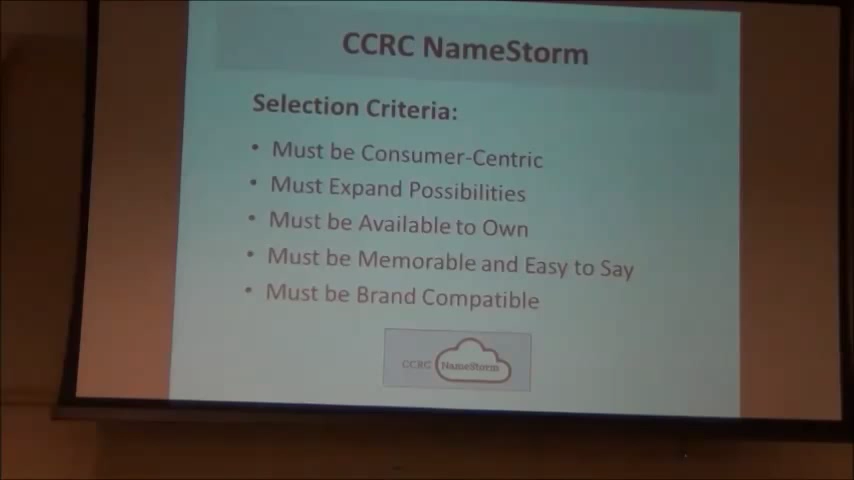 CCRC NameStorm
Selection Criteria:
• Must be Consumer-Centric
• Must Expand Possibilities
• Must be Available to Own
• Must be Memorable and Easy to Say
• Must be Brand Compatible
CCRC NameStorm